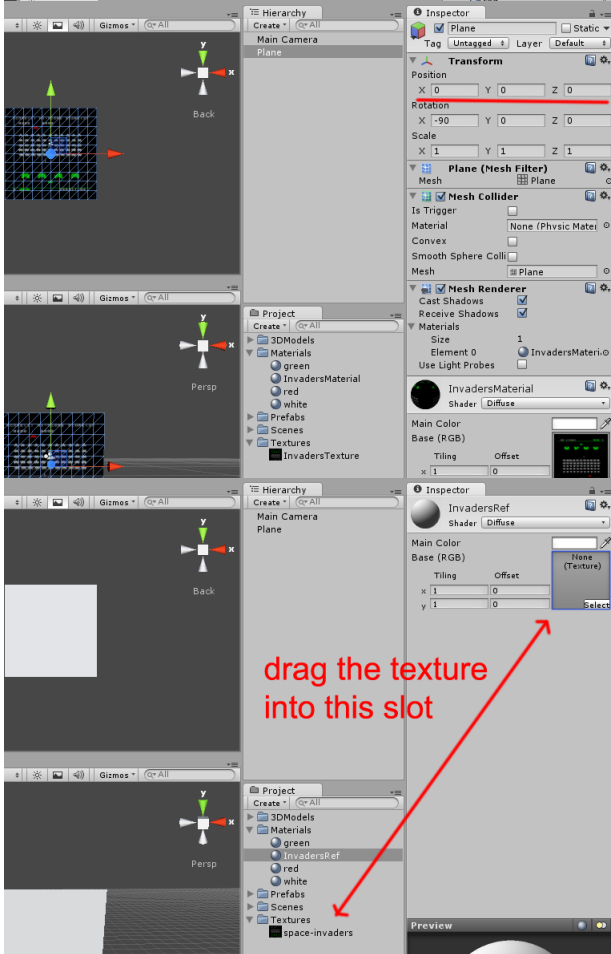 Gizmos
All
Back
Gizmos
All
Persp
Hierarchy
Create
All
Main Camera
Plane
Project
Create
All
3DModels
Materials
green
InvadersMaterial
red
white
Prefabs
Scenes
Textures
InvadersTexture
Inspector
Plane
Static
Tag Untagged Layer Default
Transform
Position
X 0 Y 0 Z 0
Rotation
X -90 Y 0 Z 0
Scale
X 1 Y 1 Z 1
Plane (Mesh Filter)
Mesh Plane
Mesh Collider
Is Trigger
Material None (Physic Mater
Convex
Smooth Sphere Colli
Mesh Plane
Mesh Renderer
Cast Shadows
Receive Shadows
Materials
Size 1
Element 0 InvadersMateri
Use Light Probes
InvadersMaterial
Shader Diffuse
Main Color
Base (RGB)
Tiling Offset
x 1 0
y x
Gizmos
All
y x
Back
Gizmos
All
y x
Persp
Hierarchy
Create
All
Main Camera
Plane
drag the texture
into this slot
Project
Create
All
3DModels
Materials
green
InvadersRef
red
white
Prefabs
Scenes
Textures
space-invaders
Inspector
InvadersRef
Shader Diffuse
Main Color
Base (RGB)
None
(Texture)
Tiling Offset
x 1 0
y 1 0
Select
Preview